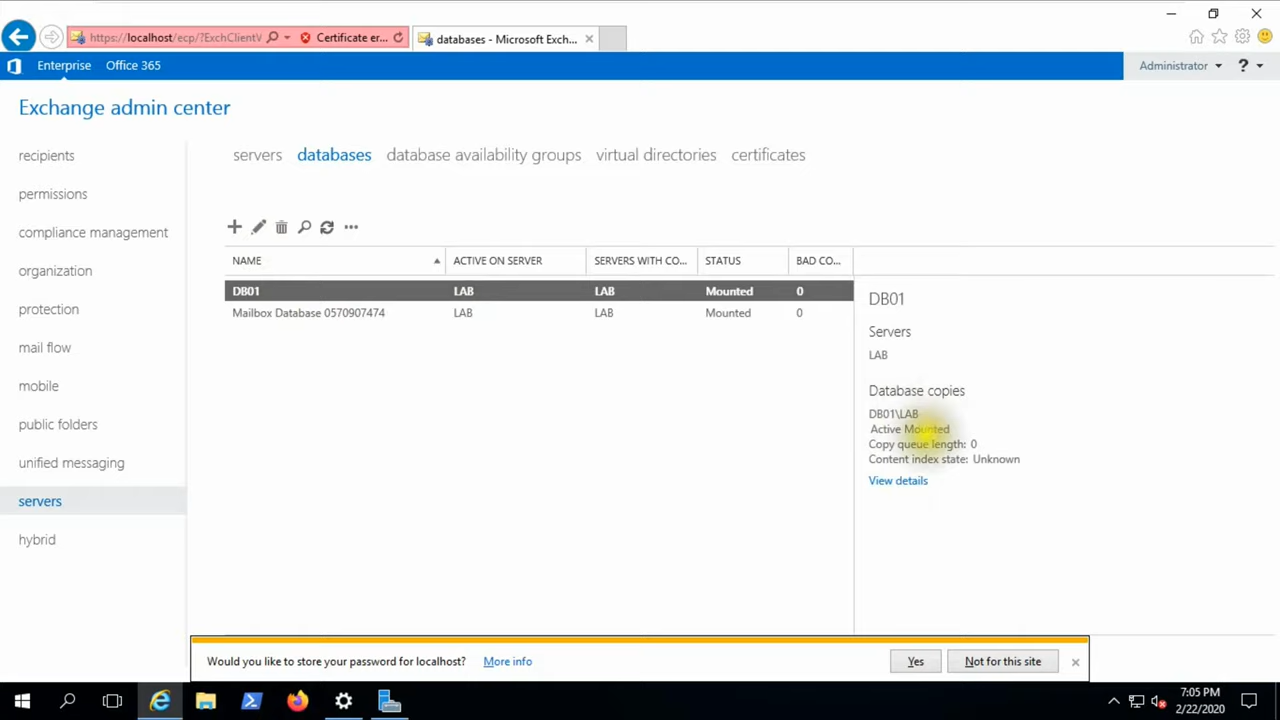 https://localhost/ecp/?ExchClientV
Certificate er...
databases - Microsoft Exch...
Enterprise
Office 365
Administrator
?
Exchange admin center
recipients
permissions
compliance management
organization
protection
mail flow
mobile
public folders
unified messaging
servers
hybrid
servers databases database availability groups virtual directories certificates
NAME ACTIVE ON SERVER SERVERS WITH CO... STATUS BAD CO...
DB01 LAB LAB Mounted 0
Mailbox Database 0570907474 LAB LAB Mounted 0
DB01
Servers
LAB
Database copies
DB01\LAB
Active Mounted
Copy queue length: 0
Content index state: Unknown
View details
Would you like to store your password for localhost? More info Yes Not for this site
7:05 PM
2/22/2020